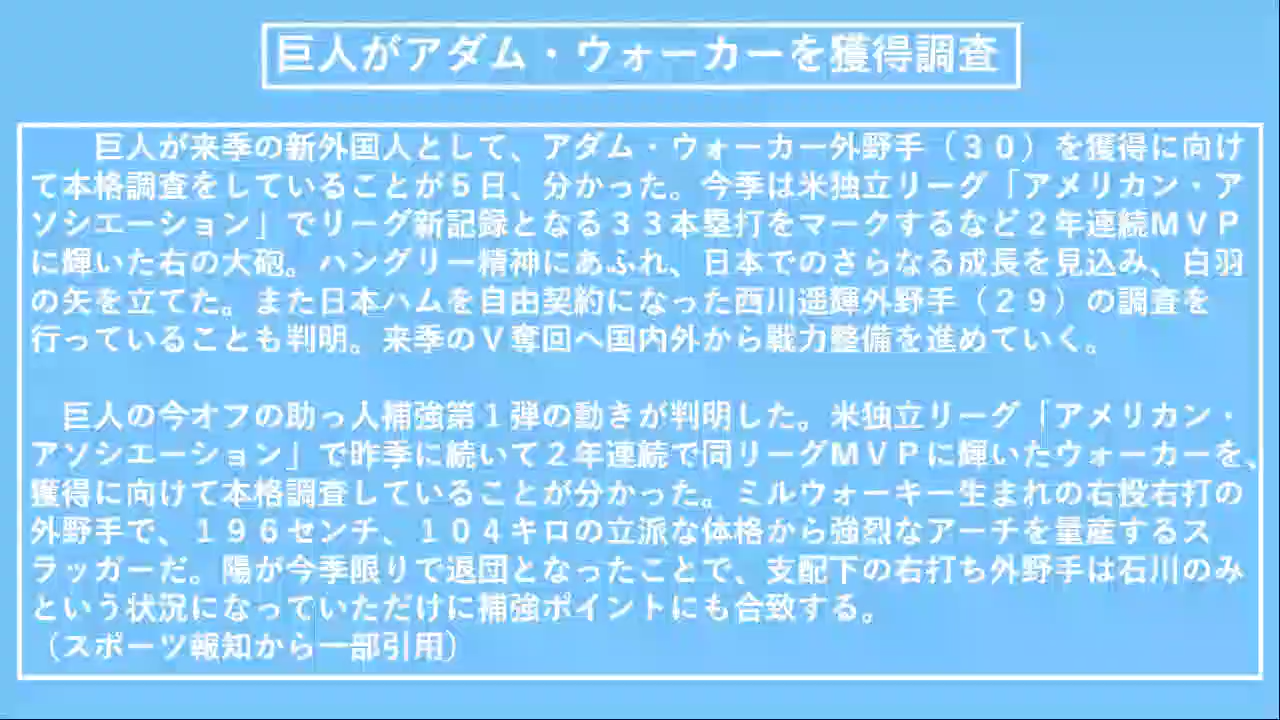 巨人がアダム・ウォーカーを獲得調査
巨人が来季の新外国人として、アダム・ウォーカー外野手（３０）を獲得に向け
て本格調査をしていることが５日、分かった。今季は米独立リーグ「アメリカン・ア
ソシエーション」でリーグ新記録となる３３本塁打をマークするなど２年連続ＭＶＰ
に輝いた右の大砲。ハングリー精神にあふれ、日本でのさらなる成長を見込み、白羽
の矢を立てた。また日本ハムを自由契約になった西川遥輝外野手（２９）の調査を
行っていることも判明。来季のＶ奪回へ国内外から戦力整備を進めていく。
巨人の今オフの助っ人補強第１弾の動きが判明した。米独立リーグ「アメリカン・
アソシエーション」で昨季に続いて２年連続で同リーグＭＶＰに輝いたウォーカーを、
獲得に向けて本格調査していることが分かった。ミルウォーキー生まれの右投右打の
外野手で、１９６センチ、１０４キロの立派な体格から強烈なアーチを量産するス
ラッガーだ。陽が今季限りで退団となったことで、支配下の右打ち外野手は石川のみ
という状況になっていただけに補強ポイントにも合致する。
（スポーツ報知から一部引用）